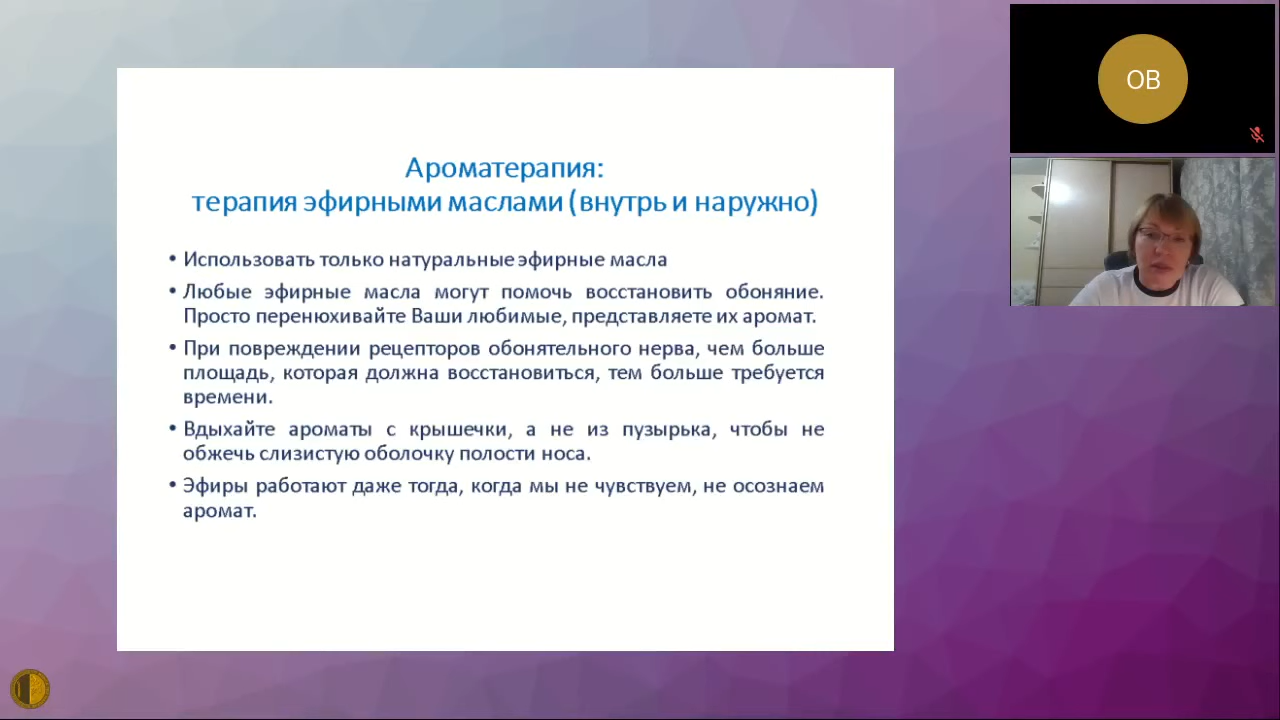 Ароматерапия:
терапия эфирными маслами (внутрь и наружно)
• Использовать только натуральные эфирные масла
• Любые эфирные масла могут помочь восстановить обоняние.
Просто перенюхивайте Ваши любимые, представляете их аромат.
• При повреждении рецепторов обонятельного нерва, чем больше
площадь, которая должна восстановиться, тем больше требуется
времени.
• Вдыхайте ароматы с крышечки, а не из пузырька, чтобы не
обжечь слизистую оболочку полости носа.
• Эфиры работают даже тогда, когда мы не чувствуем, не осознаем
аромат.
ОВ